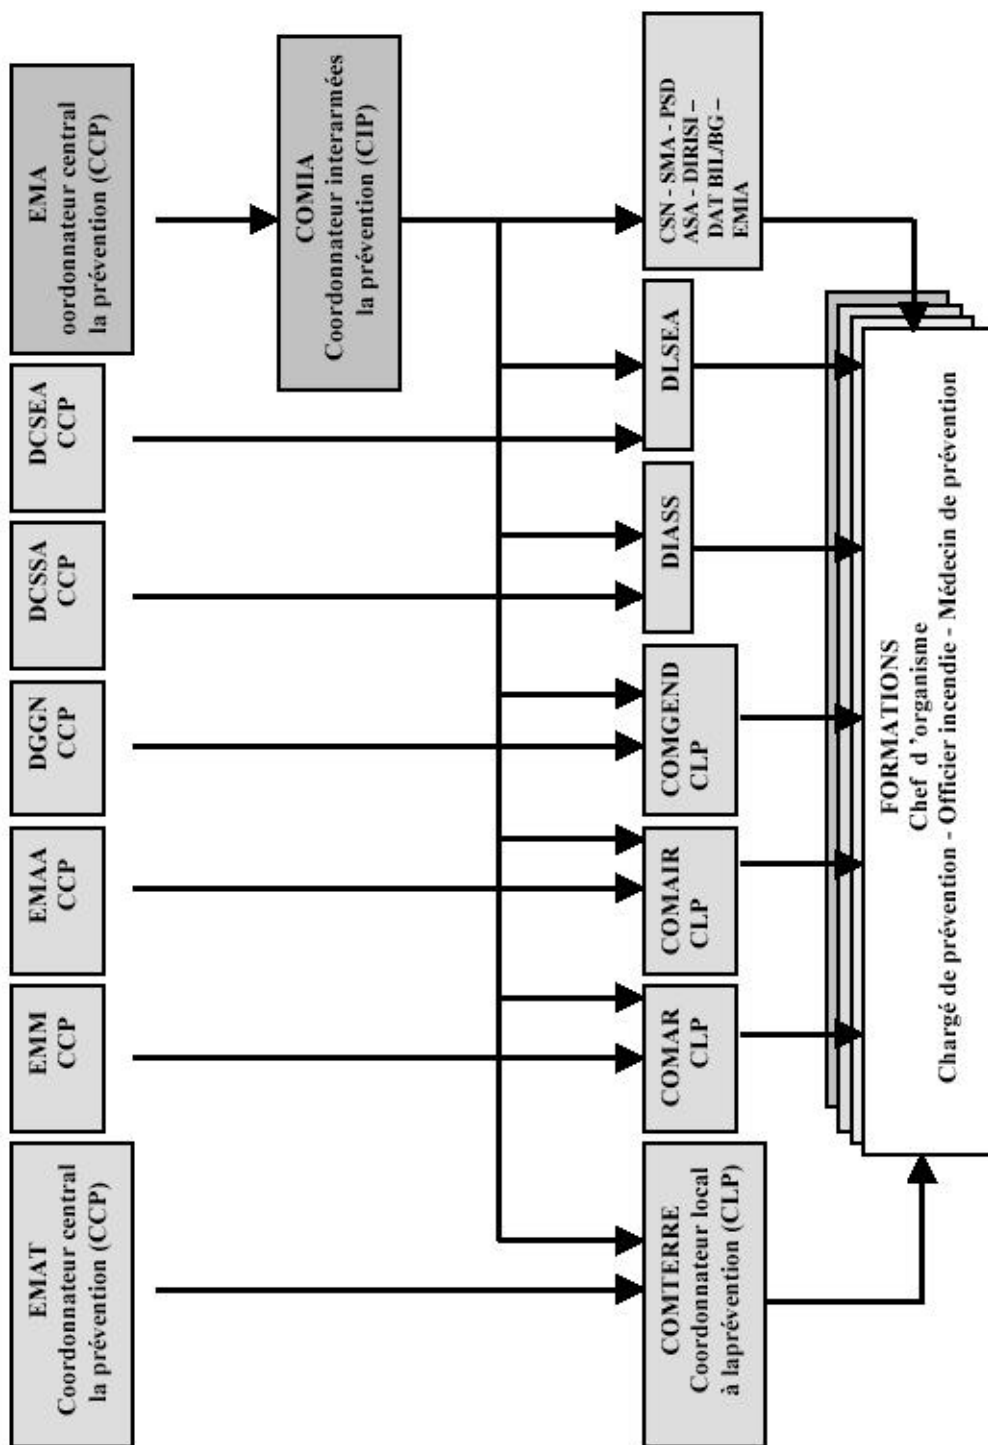 EMAT
Coordonnateur central
la prévention (CCP)
EMM
CCP
EMAA
CCP
DGGN
CCP
DCSSA
CCP
DCSEA
CCP
EMA
oordonnateur central
la prévention (CCP)
COMIA
Coordonnateur interarmées
la prévention (CIP)
COMTERRE
Coordonnateur local
à laprévention (CLP)
COMAR
CLP
COMAIR
CLP
COMGEND
CLP
DIASS
DLSEA
CSN - SMA - PSD
ASA - DIRISI –
DAT BIL/BG –
EMIA
FORMATIONS
Chef d ’organisme
Chargé de prévention - Officier incendie - Médecin de prévention